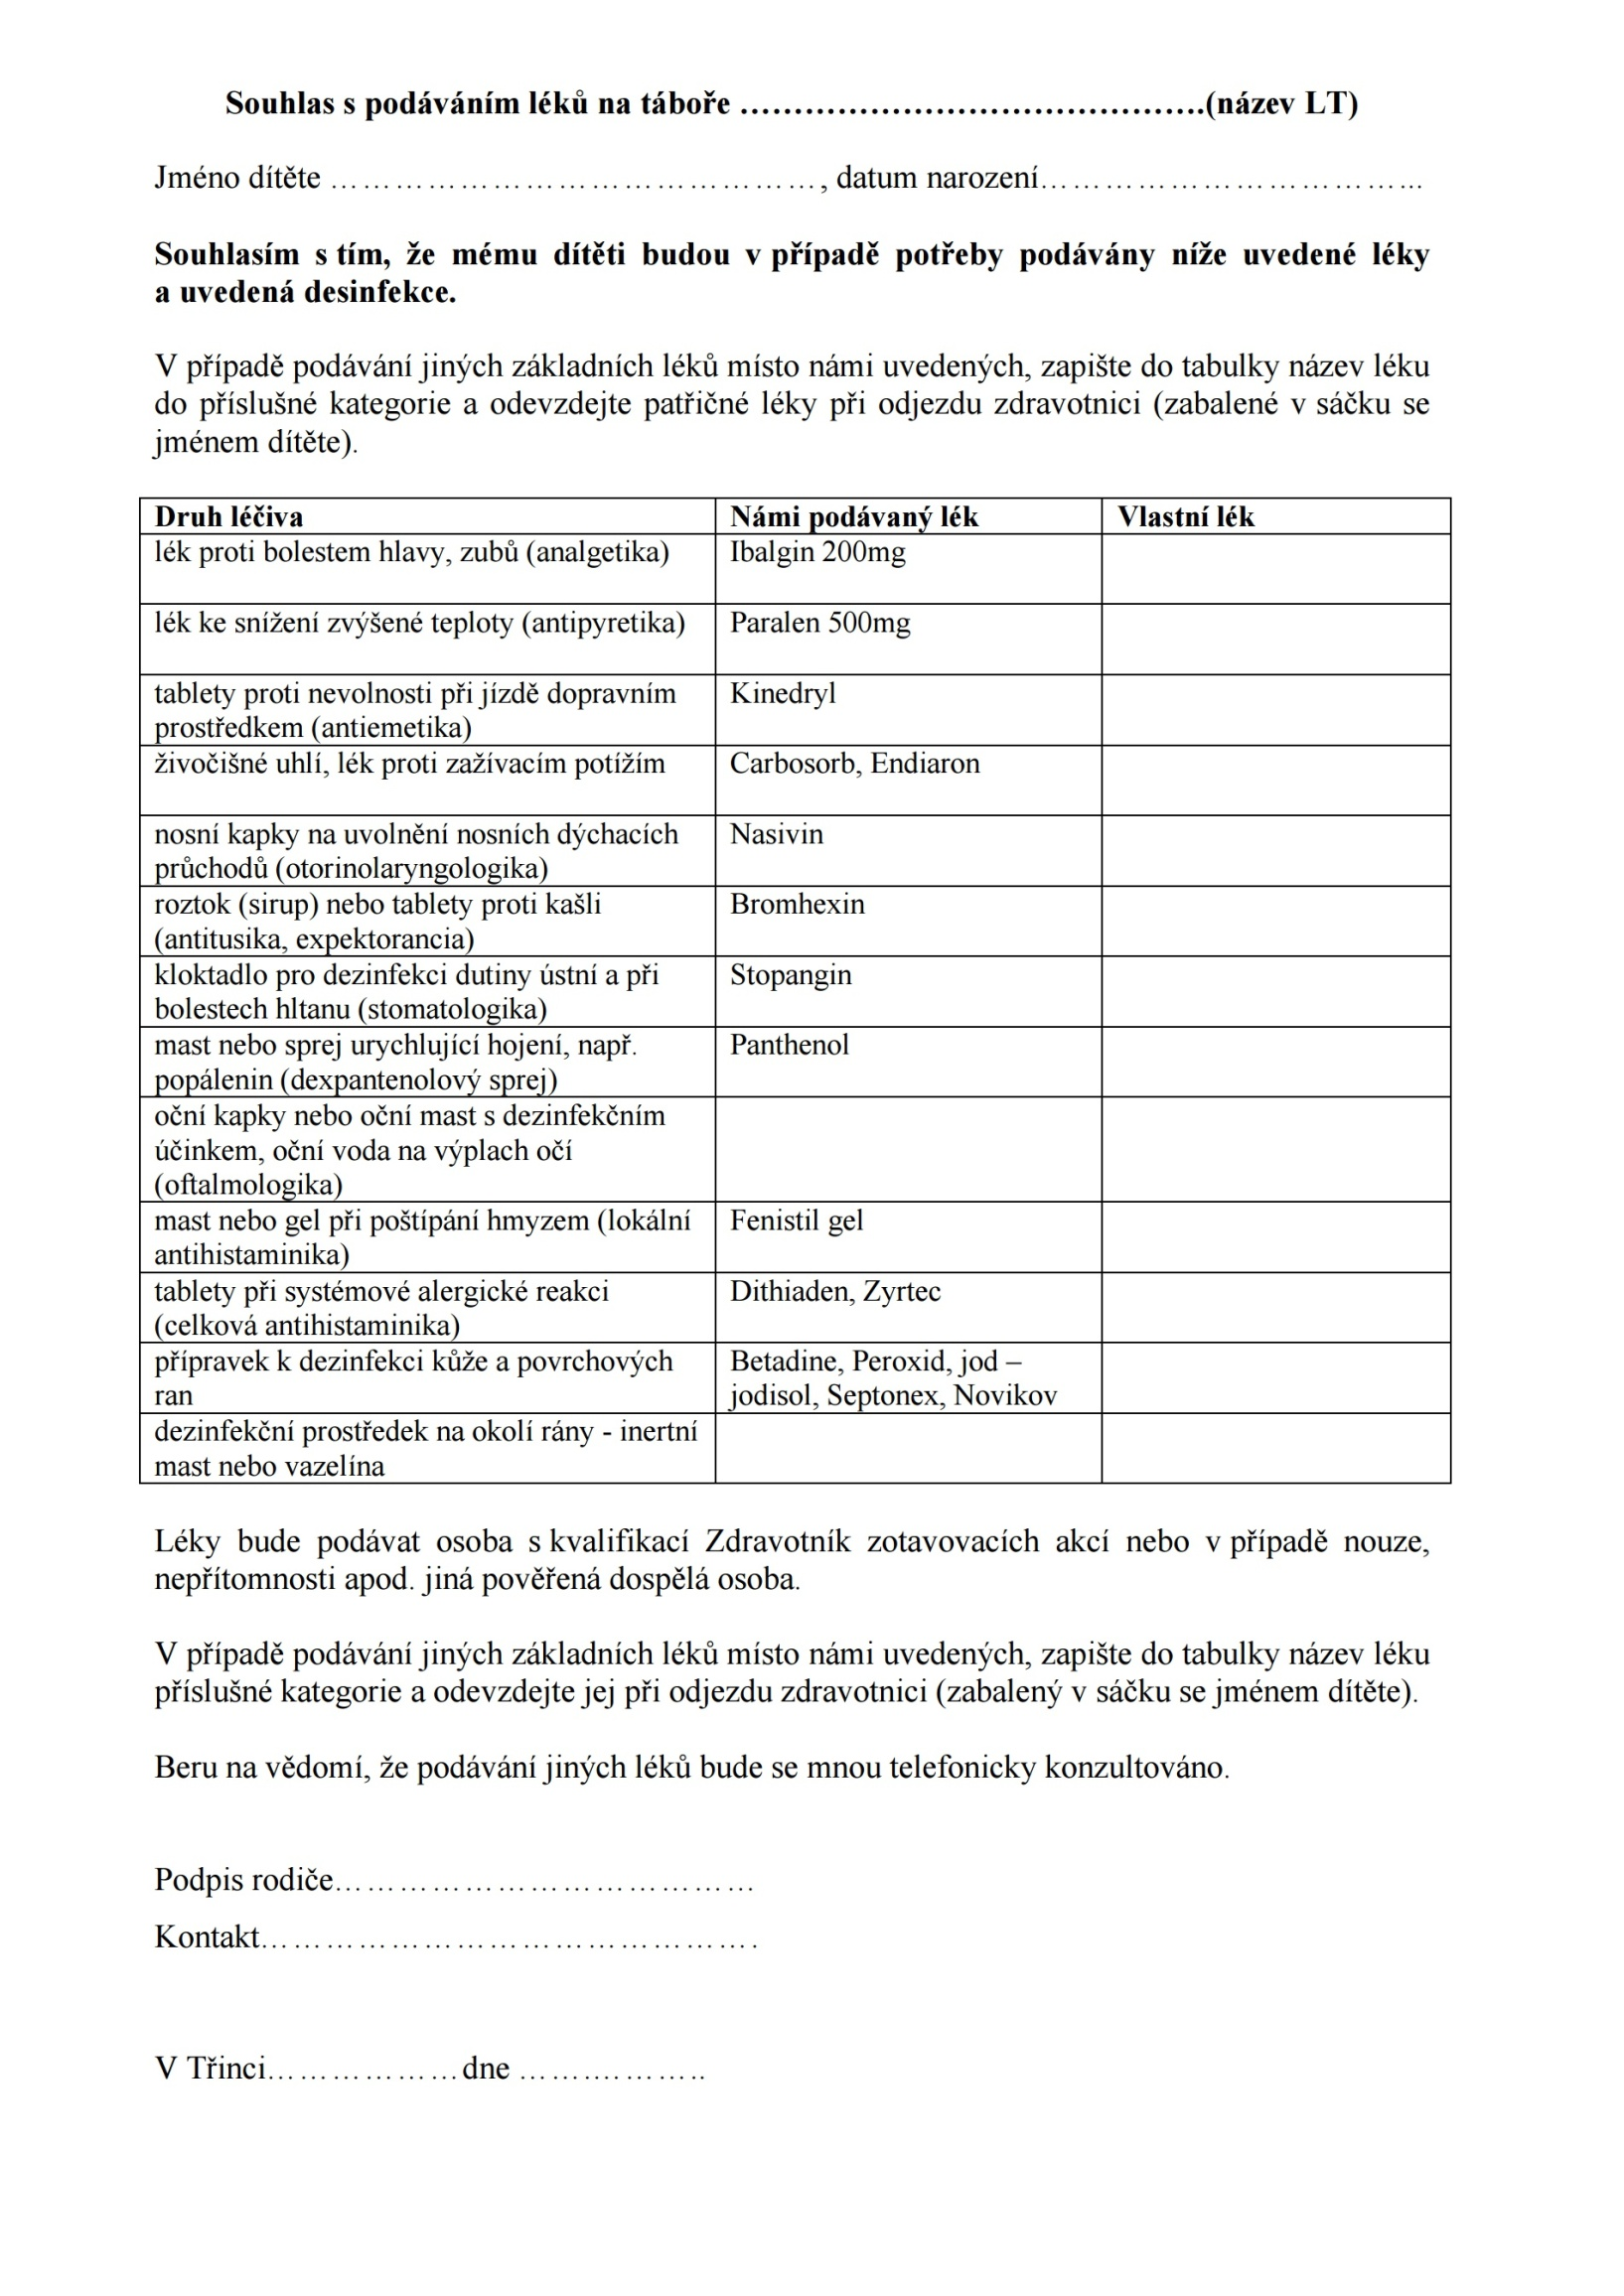 Souhlas s podáváním léků na táboře …………………………………….(název LT)
Jméno dítěte ………………………………………, datum narození……………………………...
Souhlasím s tím, že mému dítěti budou v případě potřeby podávány níže uvedené léky
a uvedená desinfekce.
V případě podávání jiných základních léků místo námi uvedených, zapište do tabulky název léku
do příslušné kategorie a odevzdejte patřičné léky při odjezdu zdravotnici (zabalené v sáčku se
jménem dítěte).
Druh léčiva Námi podávaný lék Vlastní lék
lék proti bolestem hlavy, zubů (analgetika) Ibalgin 200mg
lék ke snížení zvýšené teploty (antipyretika) Paralen 500mg
tablety proti nevolnosti při jízdě dopravním Kinedryl
prostředkem (antiemetika)
živočišné uhlí, lék proti zažívacím potížím Carbosorb, Endiaron
nosní kapky na uvolnění nosních dýchacích Nasivin
průchodů (otorinolaryngologika)
roztok (sirup) nebo tablety proti kašli Bromhexin
(antitusika, expektorancia)
kloktadlo pro dezinfekci dutiny ústní a při Stopangin
bolestech hltanu (stomatologika)
mast nebo sprej urychlující hojení, např. Panthenol
popálenin (dexpantenolový sprej)
oční kapky nebo oční mast s dezinfekčním
účinkem, oční voda na výplach očí
(oftalmologika)
mast nebo gel při poštípání hmyzem (lokální Fenistil gel
antihistaminika)
tablety při systémové alergické reakci Dithiaden, Zyrtec
(celková antihistaminika)
přípravek k dezinfekci kůže a povrchových Betadine, Peroxid, jod –
ran jodisol, Septonex, Novikov
dezinfekční prostředek na okolí rány - inertní
mast nebo vazelína
Léky bude podávat osoba s kvalifikací Zdravotník zotavovacích akcí nebo v případě nouze,
nepřítomnosti apod. jiná pověřená dospělá osoba.
V případě podávání jiných základních léků místo námi uvedených, zapište do tabulky název léku
příslušné kategorie a odevzdejte jej při odjezdu zdravotnici (zabalený v sáčku se jménem dítěte).
Beru na vědomí, že podávání jiných léků bude se mnou telefonicky konzultováno.
Podpis rodiče…………………………………
Kontakt……………………………………….
V Třinci………………dne ……………..